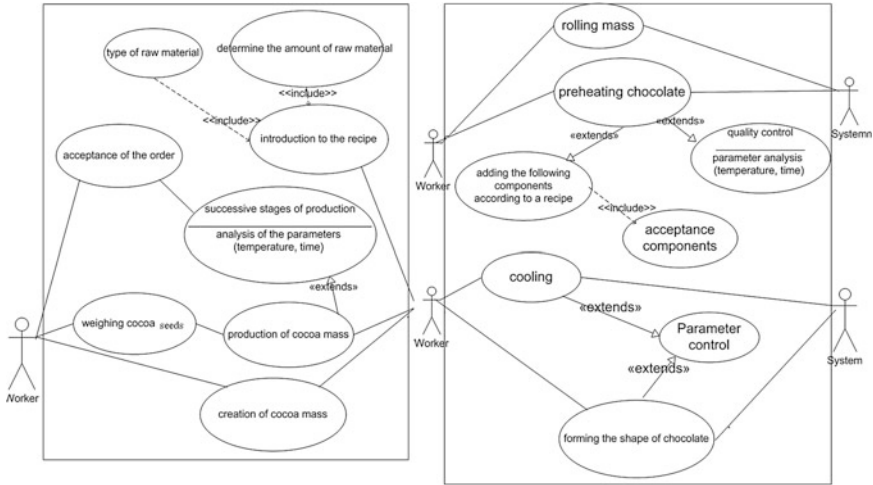 type of raw material
determine the amount of raw material
<<include>>
<<include>>
introduction to the recipe
acceptance of the order
successive stages of production
analysis of the parameters
(temperature, time)
«extends»
weighing cocoa seeds
production of cocoa mass
creation of cocoa mass
Worker
Worker
Worker
rolling mass
preheating chocolate
«extends»
«extends»
quality control
parameter analysis
(temperature, time)
Systemn
adding the following
components
according to a recipe
<<include>>
acceptance
components
cooling
«extends»
Parameter
control
«extends»
System
forming the shape of chocolate